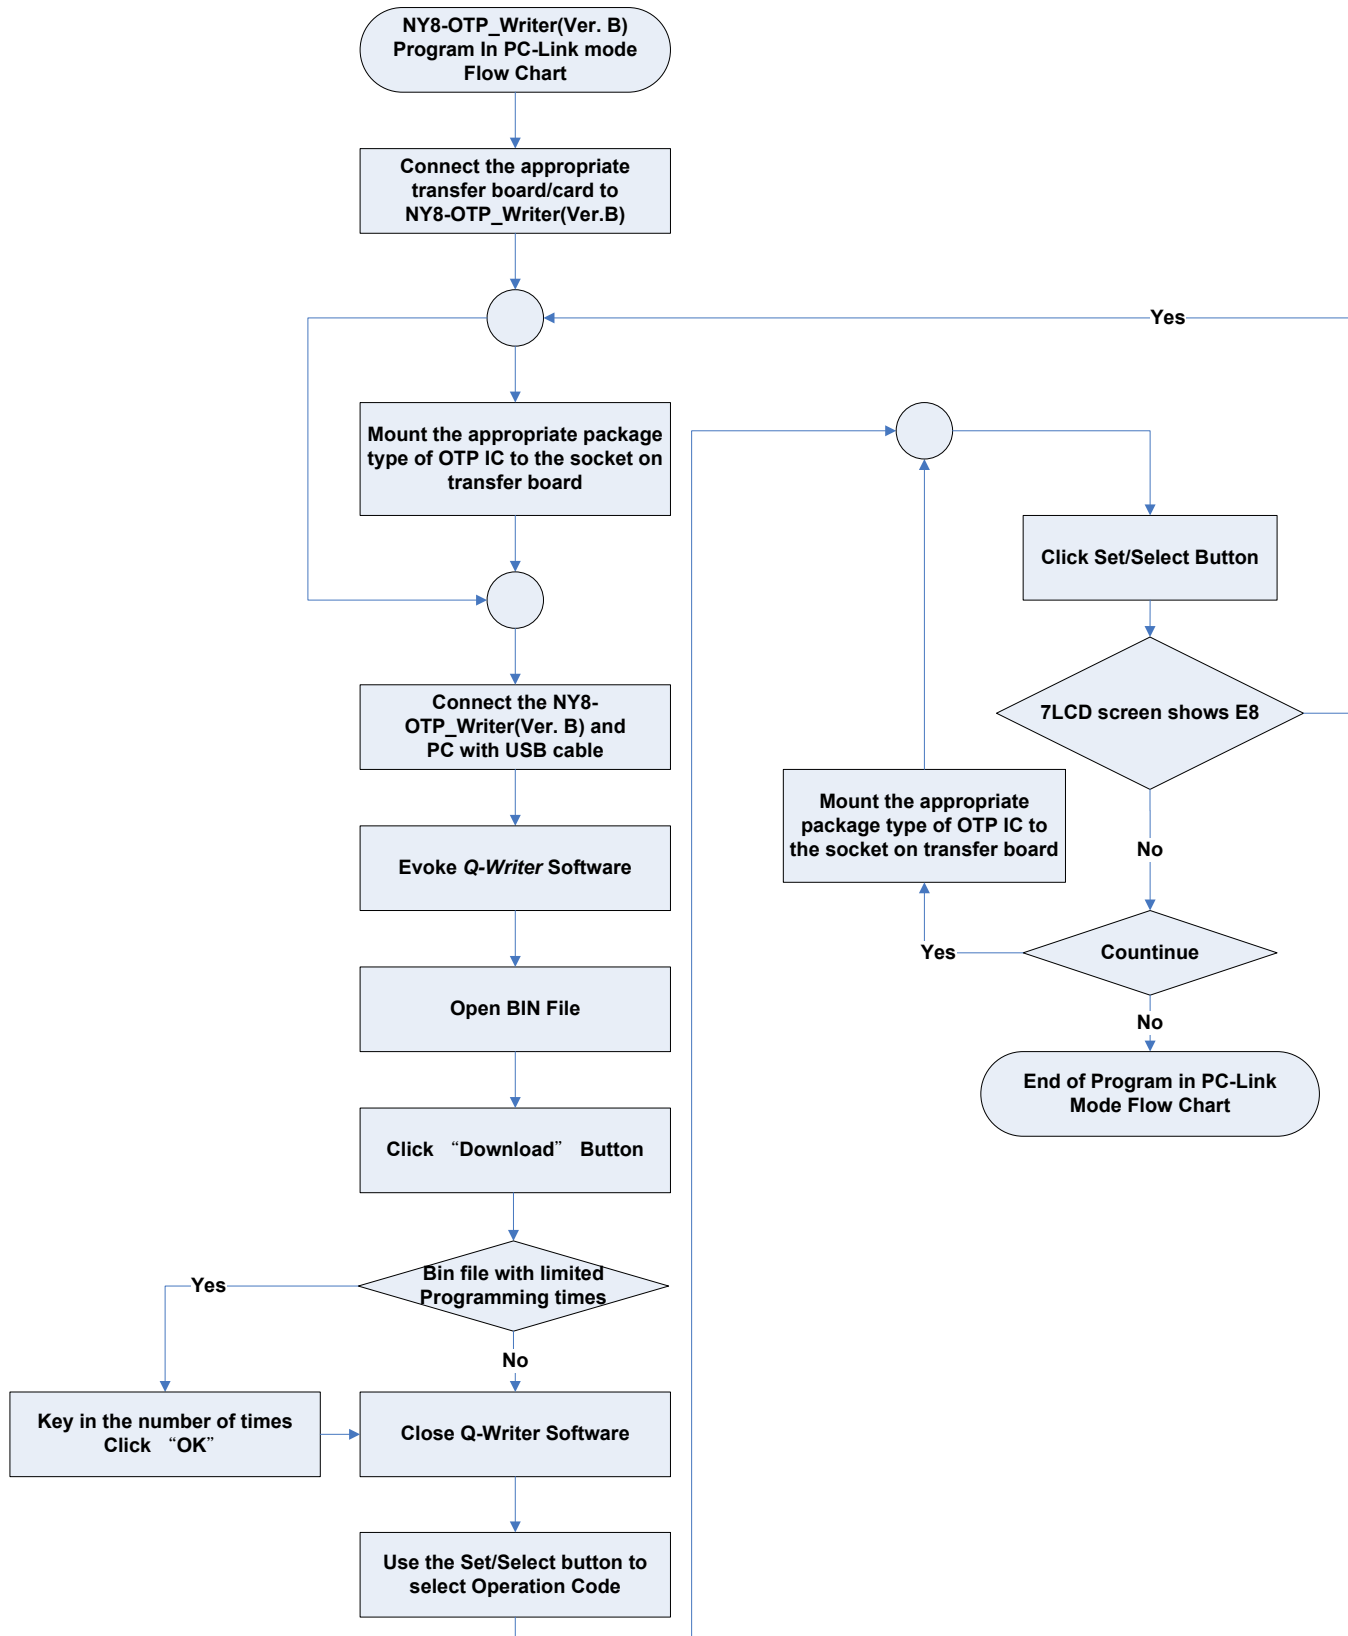 NY8-OTP_Writer(Ver. B)
Program In PC-Link mode
Flow Chart
Connect the appropriate
transfer board/card to
NY8-OTP_Writer(Ver.B)
Yes
Mount the appropriate package
type of OTP IC to the socket on
transfer board
Connect the NY8-
OTP_Writer(Ver. B) and
PC with USB cable
Evoke Q-Writer Software
Open BIN File
Click “Download” Button
Bin file with limited
Programming times
Yes
No
Key in the number of times
Click “OK”
Close Q-Writer Software
Use the Set/Select button to
select Operation Code
Click Set/Select Button
7LCD screen shows E8
No
Mount the appropriate
package type of OTP IC to
the socket on transfer board
Yes
Countinue
No
End of Program in PC-Link
Mode Flow Chart